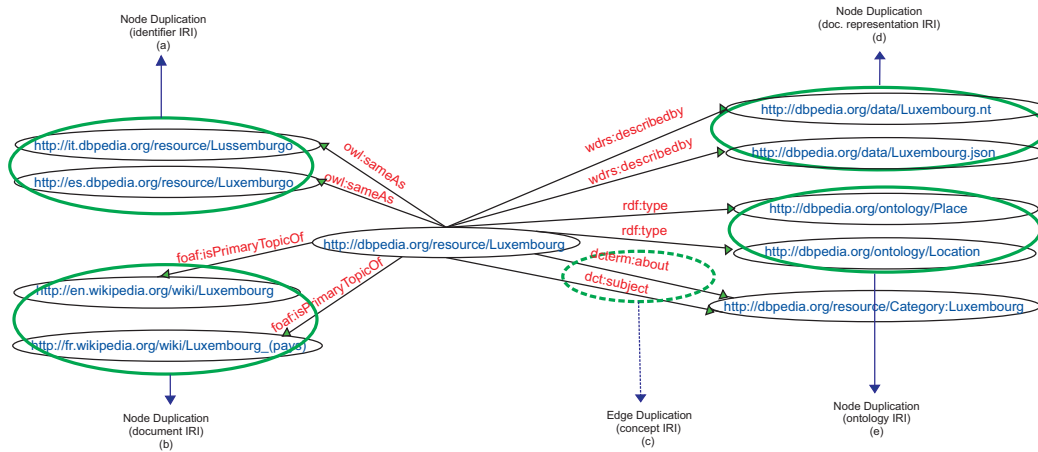 Node Duplication
(identifier IRI)
(a)
Node Duplication
(doc. representation IRI)
(d)
http://it.dbpedia.org/resource/Lussemburgo
http://es.dbpedia.org/resource/Luxemburgo
owl:sameAs
owl:sameAs
wdrs:describedby
wdrs:describedby
http://dbpedia.org/data/Luxembourg.nt
http://dbpedia.org/data/Luxembourg.json
rdf:type
rdf:type
http://dbpedia.org/ontology/Place
http://dbpedia.org/ontology/Location
http://dbpedia.org/resource/Luxembourg
foaf:isPrimaryTopicOf
foaf:isPrimaryTopicOf
dcterm:about
dct:subject
http://en.wikipedia.org/wiki/Luxembourg
http://fr.wikipedia.org/wiki/Luxembourg_(pays)
http://dbpedia.org/resource/Category:Luxembourg
Node Duplication
(document IRI)
(b)
Edge Duplication
(concept IRI)
(c)
Node Duplication
(ontology IRI)
(e)